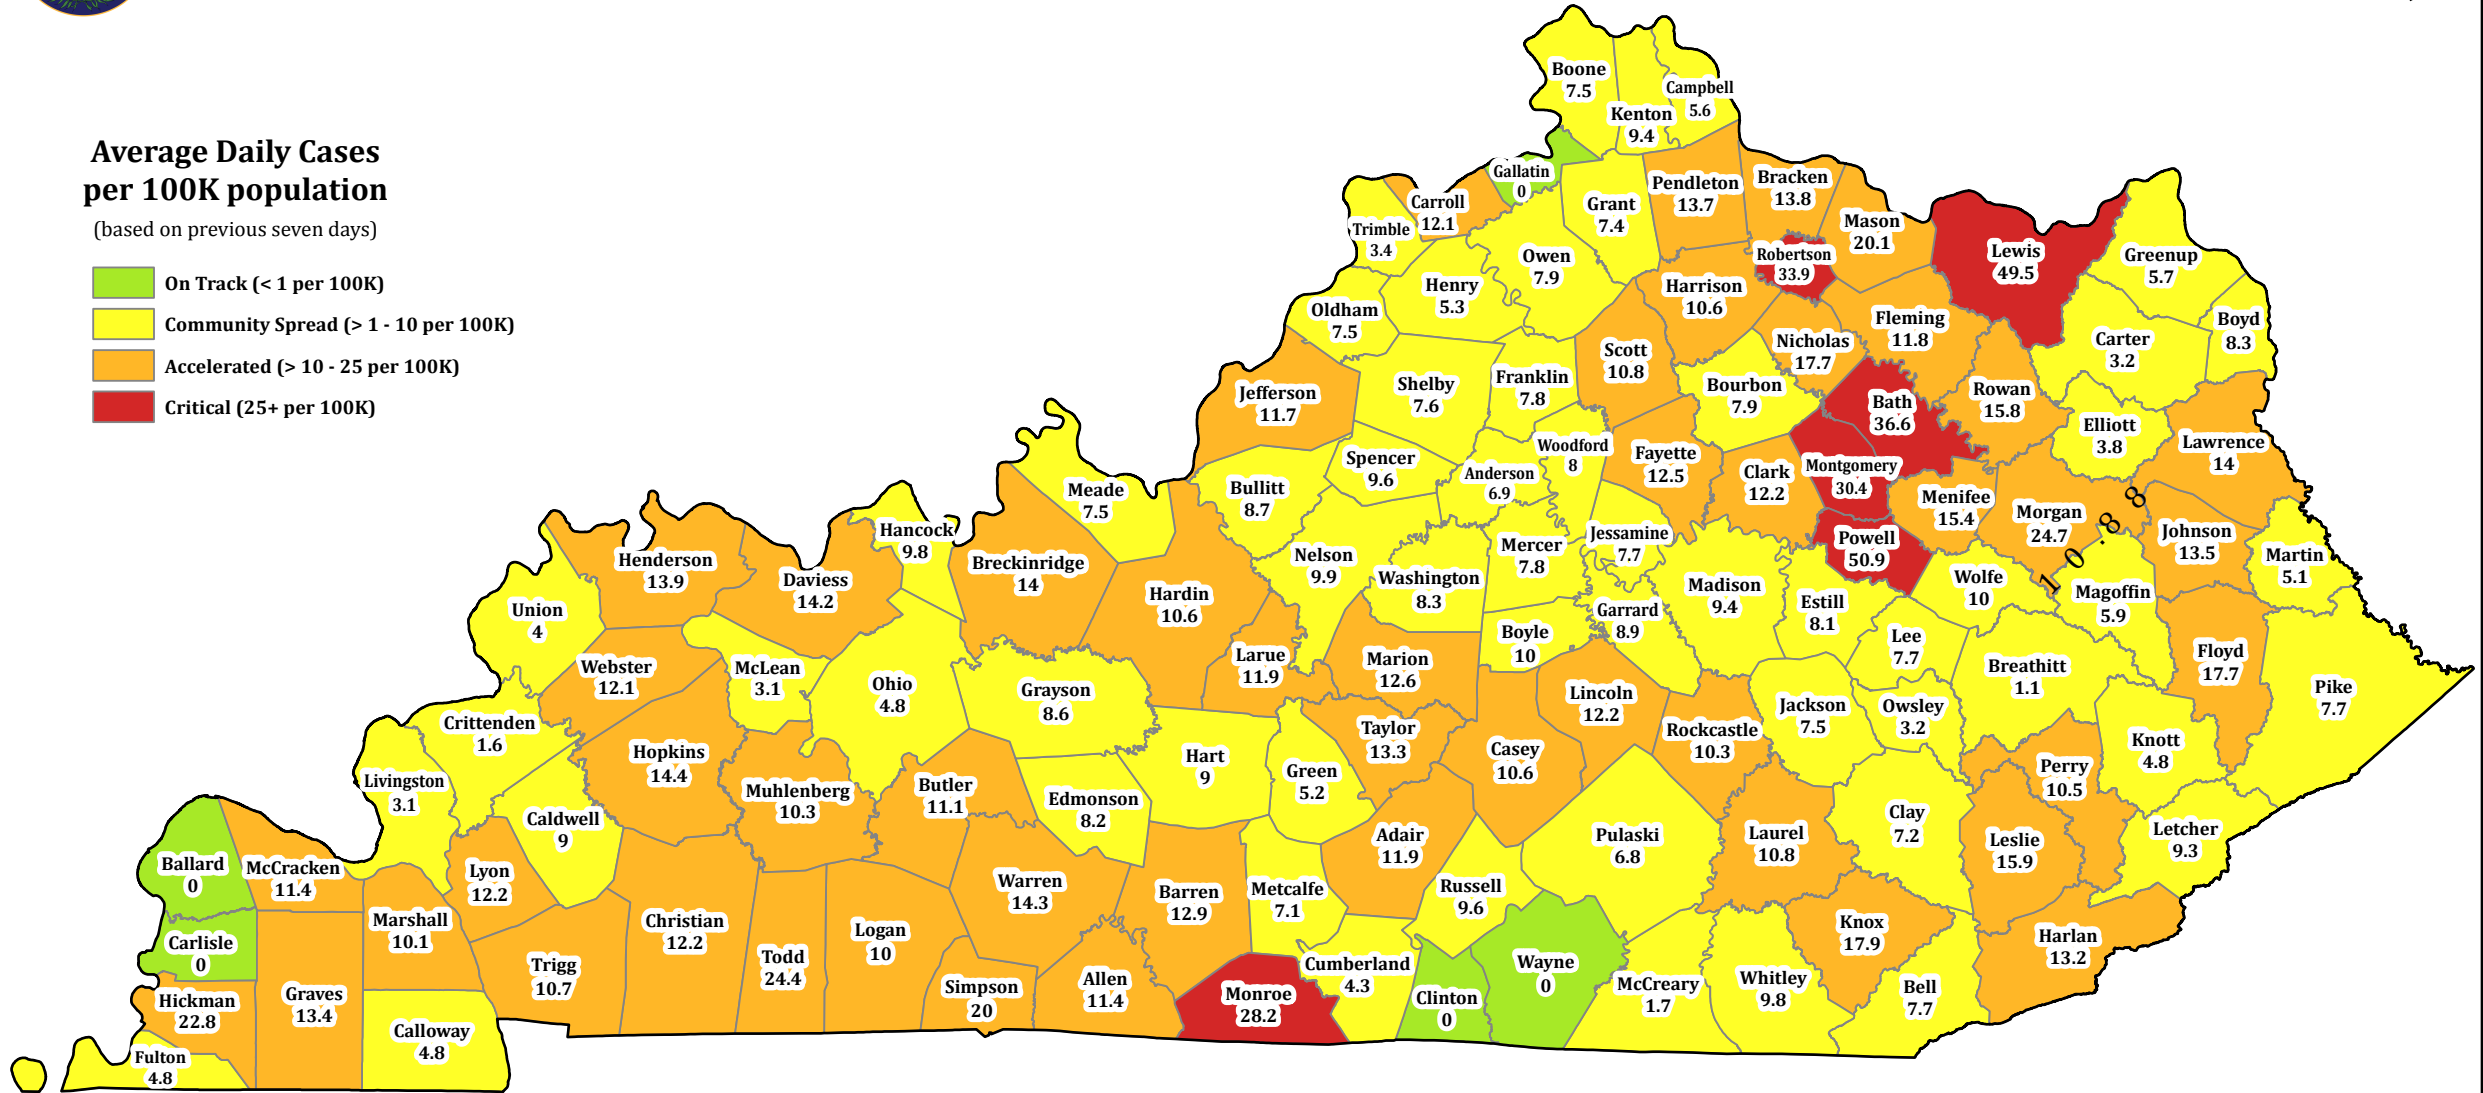 Average Daily Cases
per 100K population
(based on previous seven days)
On Track (< 1 per 100K)
Community Spread (> 1 - 10 per 100K)
Accelerated (> 10 - 25 per 100K)
Critical (25+ per 100K)
Boone
7.5
Kenton
9.4
Campbell
5.6
Gallatin
0
Carroll
12.1
Trimble
3.4
Grant
7.4
Pendleton
13.7
Bracken
13.8
Mason
20.1
Robertson
33.9
Lewis
49.5
Greenup
5.7
Owen
7.9
Henry
5.3
Oldham
7.5
Harrison
10.6
Fleming
11.8
Carter
3.2
Boyd
8.3
Nicholas
17.7
Scott
10.8
Franklin
7.8
Shelby
7.6
Jefferson
11.7
Bourbon
7.9
Bath
36.6
Rowan
15.8
Elliott
3.8
Lawrence
14
Woodford
8
Fayette
12.5
Spencer
9.6
Anderson
6.9
Clark
12.2
Montgomery
30.4
Menifee
15.4
Morgan
24.7
Johnson
13.5
Martin
5.1
10.88
Meade
7.5
Bullitt
8.7
Hancock
9.8
Breckinridge
14
Henderson
13.9
Daviess
14.2
Union
4
Hardin
10.6
Nelson
9.9
Washington
8.3
Mercer
7.8
Jessamine
7.7
Madison
9.4
Garrard
8.9
Powell
50.9
Estill
8.1
Wolfe
10
Magoffin
5.9
Lee
7.7
Breathitt
1.1
Floyd
17.7
Pike
7.7
Boyle
10
Webster
12.1
McLean
3.1
Ohio
4.8
Grayson
8.6
Larue
11.9
Marion
12.6
Lincoln
12.2
Rockcastle
10.3
Jackson
7.5
Owsley
3.2
Perry
10.5
Knott
4.8
Crittenden
1.6
Livingston
3.1
Hopkins
14.4
Muhlenberg
10.3
Butler
11.1
Edmonson
8.2
Hart
9
Green
5.2
Taylor
13.3
Casey
10.6
Caldwell
9
Adair
11.9
Pulaski
6.8
Laurel
10.8
Clay
7.2
Leslie
15.9
Letcher
9.3
Ballard
0
McCracken
11.4
Lyon
12.2
Marshall
10.1
Christian
12.2
Todd
24.4
Logan
10
Warren
14.3
Barren
12.9
Metcalfe
7.1
Russell
9.6
Knox
17.9
Harlan
13.2
Carlisle
0
Hickman
22.8
Graves
13.4
Calloway
4.8
Fulton
4.8
Trigg
10.7
Simpson
20
Allen
11.4
Monroe
28.2
Cumberland
4.3
Clinton
0
Wayne
0
McCreary
1.7
Whitley
9.8
Bell
7.7